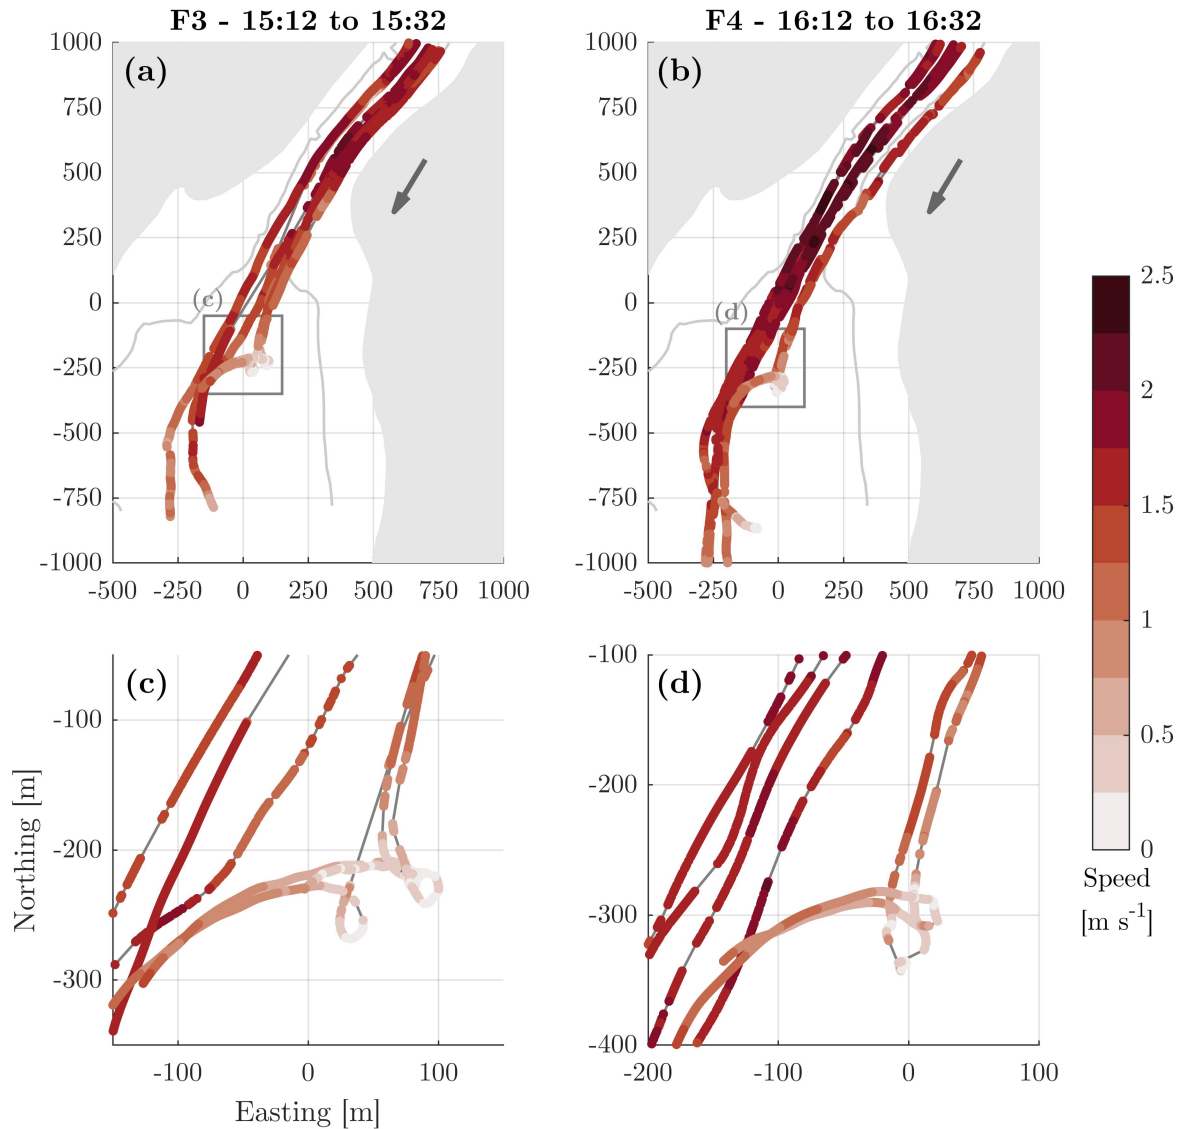 F3 - 15:12 to 15:32
F4 - 16:12 to 16:32
(a)
1000
750
500
250
0
-250
-500
-750
-1000
-500 -250 0 250 500 750 1000
(c)
(b)
1000
750
500
250
0
-250
-500
-750
-1000
-500 -250 0 250 500 750 1000
(d)
2.5
2
1.5
1
0.5
0
Speed
[m s⁻¹]
(c)
-100
-200
-300
-100 0 100
Northing [m]
Easting [m]
(d)
-100
-200
-300
-400
-200 -100 0 100